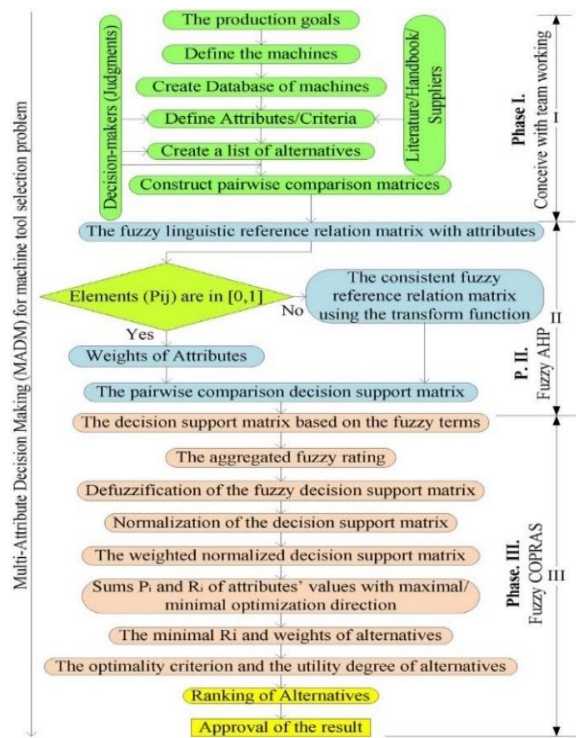 Multi-Attribute Decision Making (MADM) for machine tool selection problem
Decision-makers (Judgments)
The production goals
Define the machines
Create Database of machines
Define Attributes/Criteria
Create a list of alternatives
Construct pairwise comparison matrices
Literature/Handbook/
Suppliers
Phase I.
Conceive with team working
I
The fuzzy linguistic reference relation matrix with attributes
Elements (Pij) are in [0,1]
No
Yes
The consistent fuzzy
reference relation matrix
using the transform function
Weights of Attributes
The pairwise comparison decision support matrix
P. II.
Fuzzy AHP
II
The decision support matrix based on the fuzzy terms
The aggregated fuzzy rating
Defuzzification of the fuzzy decision support matrix
Normalization of the decision support matrix
The weighted normalized decision support matrix
Sums Pi and Ri of attributes’ values with maximal/
minimal optimization direction
The minimal Ri and weights of alternatives
The optimality criterion and the utility degree of alternatives
Ranking of Alternatives
Approval of the result
Phase. III.
Fuzzy COPRAS
III